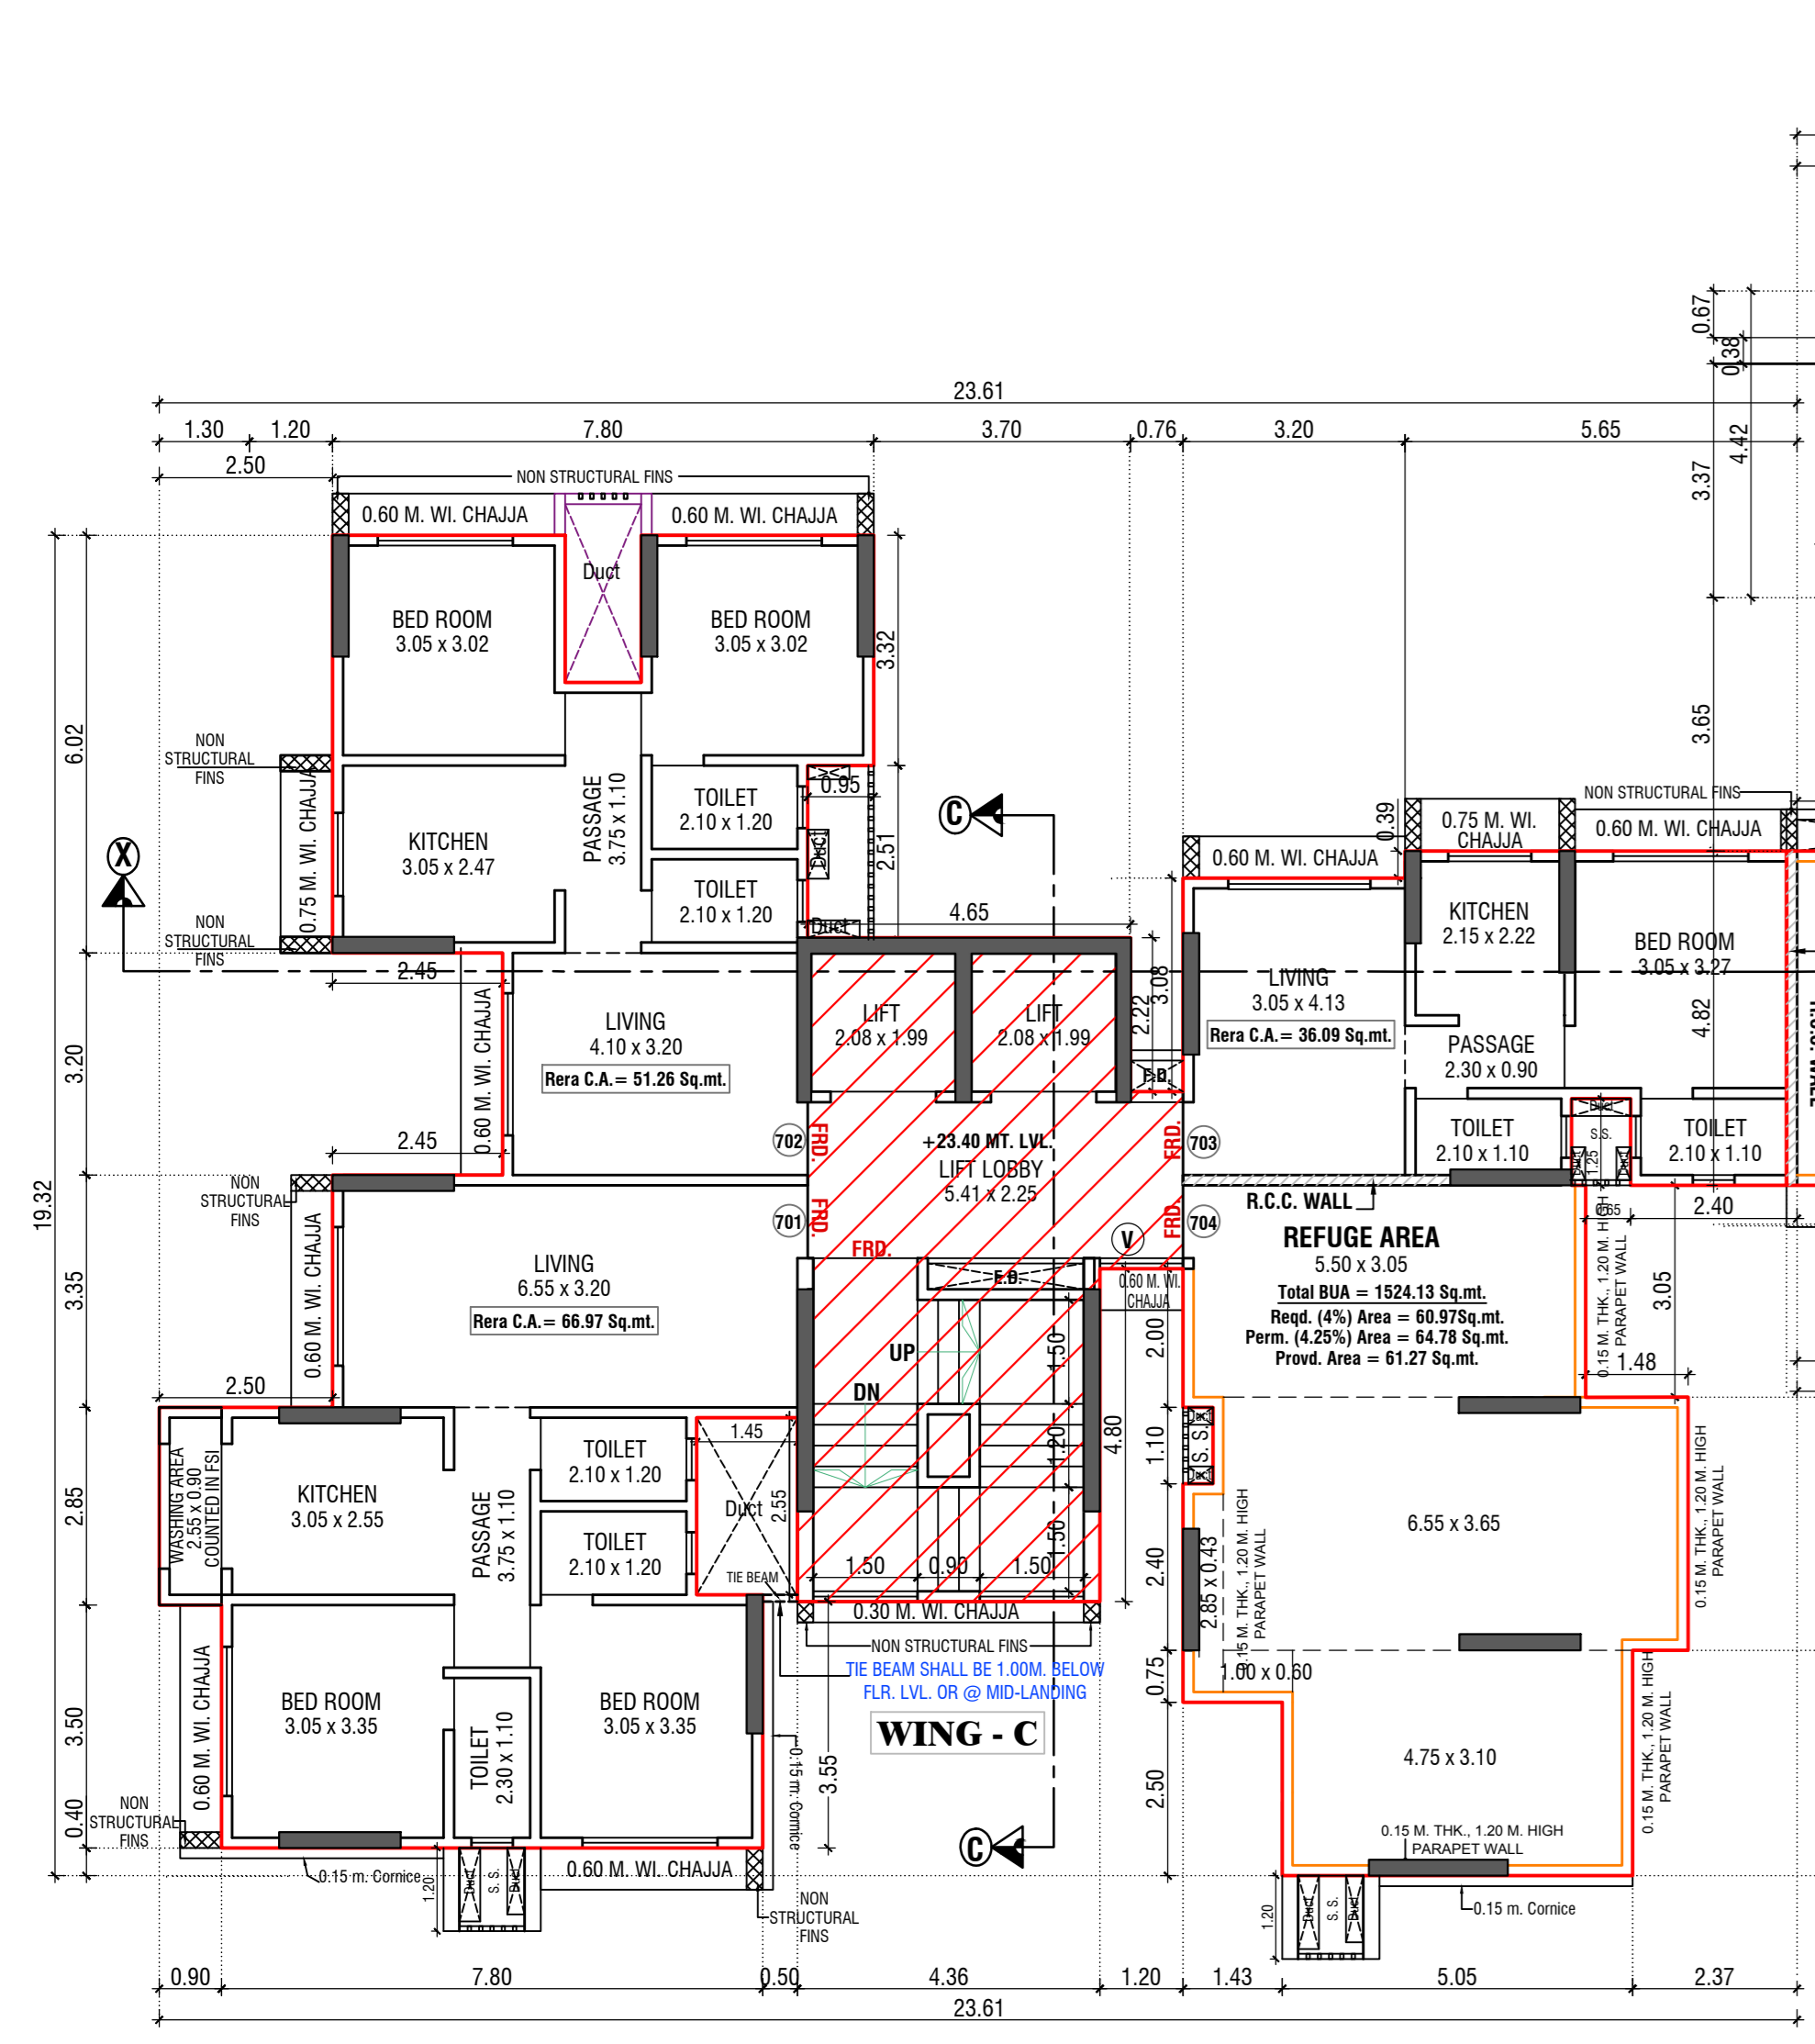 23.61
1.30
1.20
7.80
3.70
0.76
3.20
5.65
2.50
0.67
0.38
4.42
3.37
3.65
NON STRUCTURAL FINS
0.60 M. WI. CHAJJA
0.60 M. WI. CHAJJA
Duct
BED ROOM
3.05 x 3.02
BED ROOM
3.05 x 3.02
3.32
6.02
NON
STRUCTURAL
FINS
0.75 M. WI. CHAJJA
KITCHEN
3.05 x 2.47
PASSAGE
3.75 x 1.10
TOILET
2.10 x 1.20
0.95
Duct
2.51
TOILET
2.10 x 1.20
Duct
X
C
NON
STRUCTURAL
FINS
4.65
2.45
0.60 M. WI. CHAJJA
LIVING
4.10 x 3.20
Rera C.A.= 51.26 Sq.mt.
3.20
2.45
LIFT
2.08 x 1.99
LIFT
2.08 x 1.99
2.22
3.08
F.D.
0.39
0.60 M. WI. CHAJJA
0.75 M. WI.
CHAJJA
NON STRUCTURAL FINS
0.60 M. WI. CHAJJA
LIVING
3.05 x 4.13
Rera C.A.= 36.09 Sq.mt.
KITCHEN
2.15 x 2.22
BED ROOM
3.05 x 3.27
4.82
R.C.C. WALL
PASSAGE
2.30 x 0.90
TOILET
2.10 x 1.10
Duct
S.S.
Duct
1.25
Duct
TOILET
2.10 x 1.10
0.65
2.40
702
FRD.
+23.40 MT. LVL.
LIFT LOBBY
5.41 x 2.25
FRD.
703
701
FRD.
FRD.
FRD.
704
V
R.C.C. WALL
REFUGE AREA
5.50 x 3.05
Total BUA = 1524.13 Sq.mt.
Reqd. (4%) Area = 60.97Sq.mt.
Perm. (4.25%) Area = 64.78 Sq.mt.
Provd. Area = 61.27 Sq.mt.
0.15 M. THK., 1.20 M. HIGH
PARAPET WALL
3.05
1.48
19.32
NON
STRUCTURAL
FINS
3.35
0.60 M. WI. CHAJJA
LIVING
6.55 x 3.20
Rera C.A.= 66.97 Sq.mt.
2.50
E.D.
0.60 M. WI.
CHAJJA
UP
DN
1.50
2.00
4.80
1.20
1.10
1.50
1.50
0.90
1.50
Duct
S. S.
Duct
2.85
WASHING AREA
2.55 x 0.90
COUNTED IN FSI
KITCHEN
3.05 x 2.55
PASSAGE
3.75 x 1.10
TOILET
2.10 x 1.20
TOILET
2.10 x 1.20
1.45
Duct
2.55
TIE BEAM
0.30 M. WI. CHAJJA
NON STRUCTURAL FINS
TIE BEAM SHALL BE 1.00M. BELOW
FLR. LVL. OR @ MID-LANDING
WING - C
2.40
2.85 x 0.43
0.15 M. THK., 1.20 M. HIGH
PARAPET WALL
6.55 x 3.65
0.15 M. THK., 1.20 M. HIGH
PARAPET WALL
0.75
1.00 x 0.60
2.50
4.75 x 3.10
0.15 M. THK., 1.20 M. HIGH
PARAPET WALL
0.15 M. THK., 1.20 M. HIGH
PARAPET WALL
3.50
0.60 M. WI. CHAJJA
BED ROOM
3.05 x 3.35
TOILET
2.30 x 1.10
BED ROOM
3.05 x 3.35
0.15 m. Cornice
3.55
0.40
NON
STRUCTURAL
FINS
0.15 m. Cornice
1.20
Duct
S. S.
Duct
0.60 M. WI. CHAJJA
NON
STRUCTURAL
FINS
C
1.20
Duct
S. S.
Duct
0.15 m. Cornice
0.90
7.80
0.50
4.36
1.20
1.43
5.05
2.37
23.61